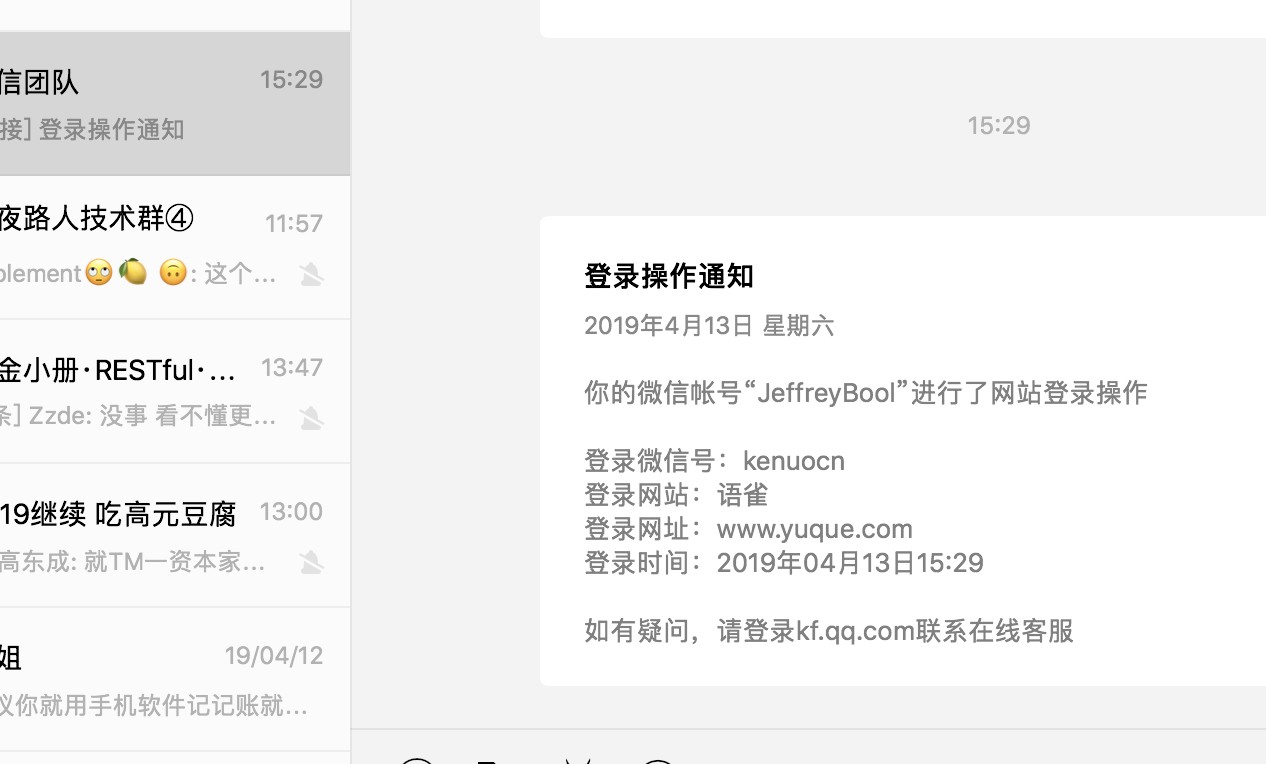 信团队
15:29
接] 登录操作通知
夜路人技术群④
11:57
plement🙄🍋 🙃: 这个...
金小册·RESTful·...
13:47
条] Zzde: 没事 看不懂更...
19继续 吃高元豆腐
13:00
高东成: 就TM一资本家...
姐
19/04/12
议你就用手机软件记记账就...
15:29
登录操作通知
2019年4月13日 星期六
你的微信帐号“JeffreyBool”进行了网站登录操作
登录微信号：kenuocn
登录网站：语雀
登录网址：www.yuque.com
登录时间：2019年04月13日15:29
如有疑问，请登录kf.qq.com联系在线客服